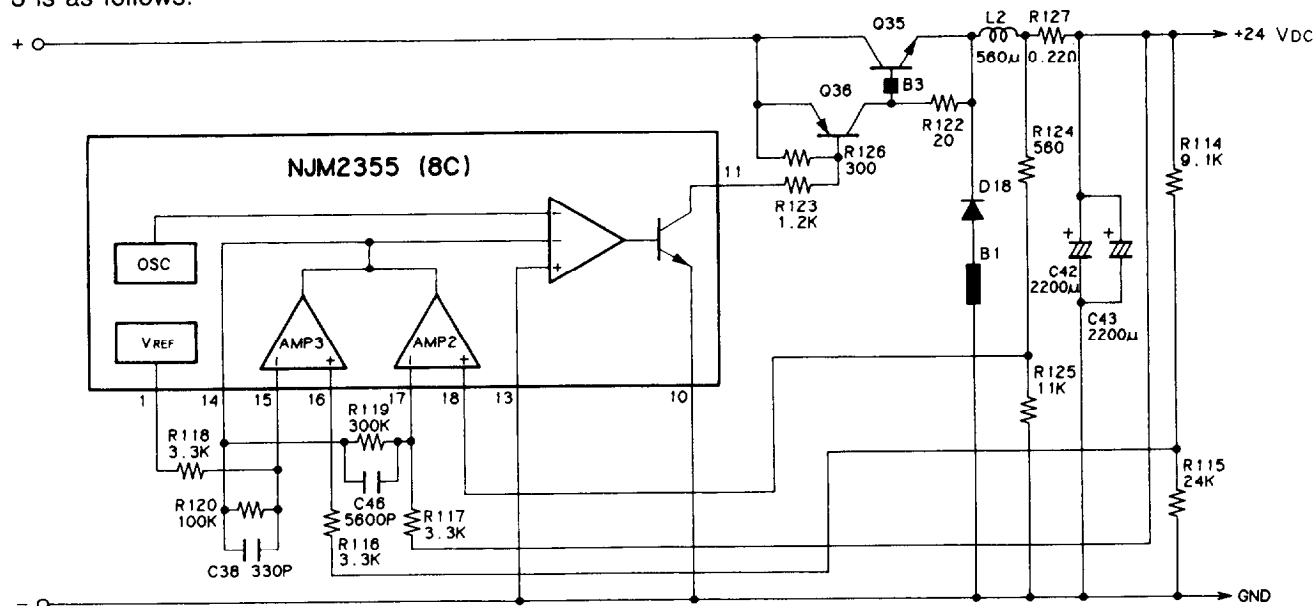 3 is as follows:
+
Q35
L2
560μ
R127
0.22Ω
+24 VDC
Q36
B3
R122
20
R124
560
R114
9.1K
NJM2355 (8C)
11
R126
300
R123
1.2K
D18
OSC
B1
C42
2200μ
+
+
C43
2200μ
VREF
AMP3
AMP2
−
−
+
−
+
−
+
R125
11K
1
14
15
16
17
18
13
10
R119
300K
R118
3.3K
R115
24K
C46
5600P
R120
100K
R117
3.3K
R116
3.3K
C38 330P
−
GND